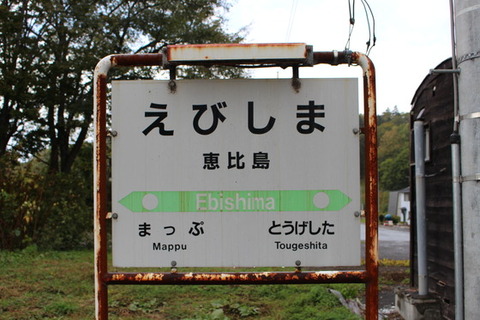 えびしま
恵比島
Ebishima
まっぷ とうげした
Mappu Tougeshita